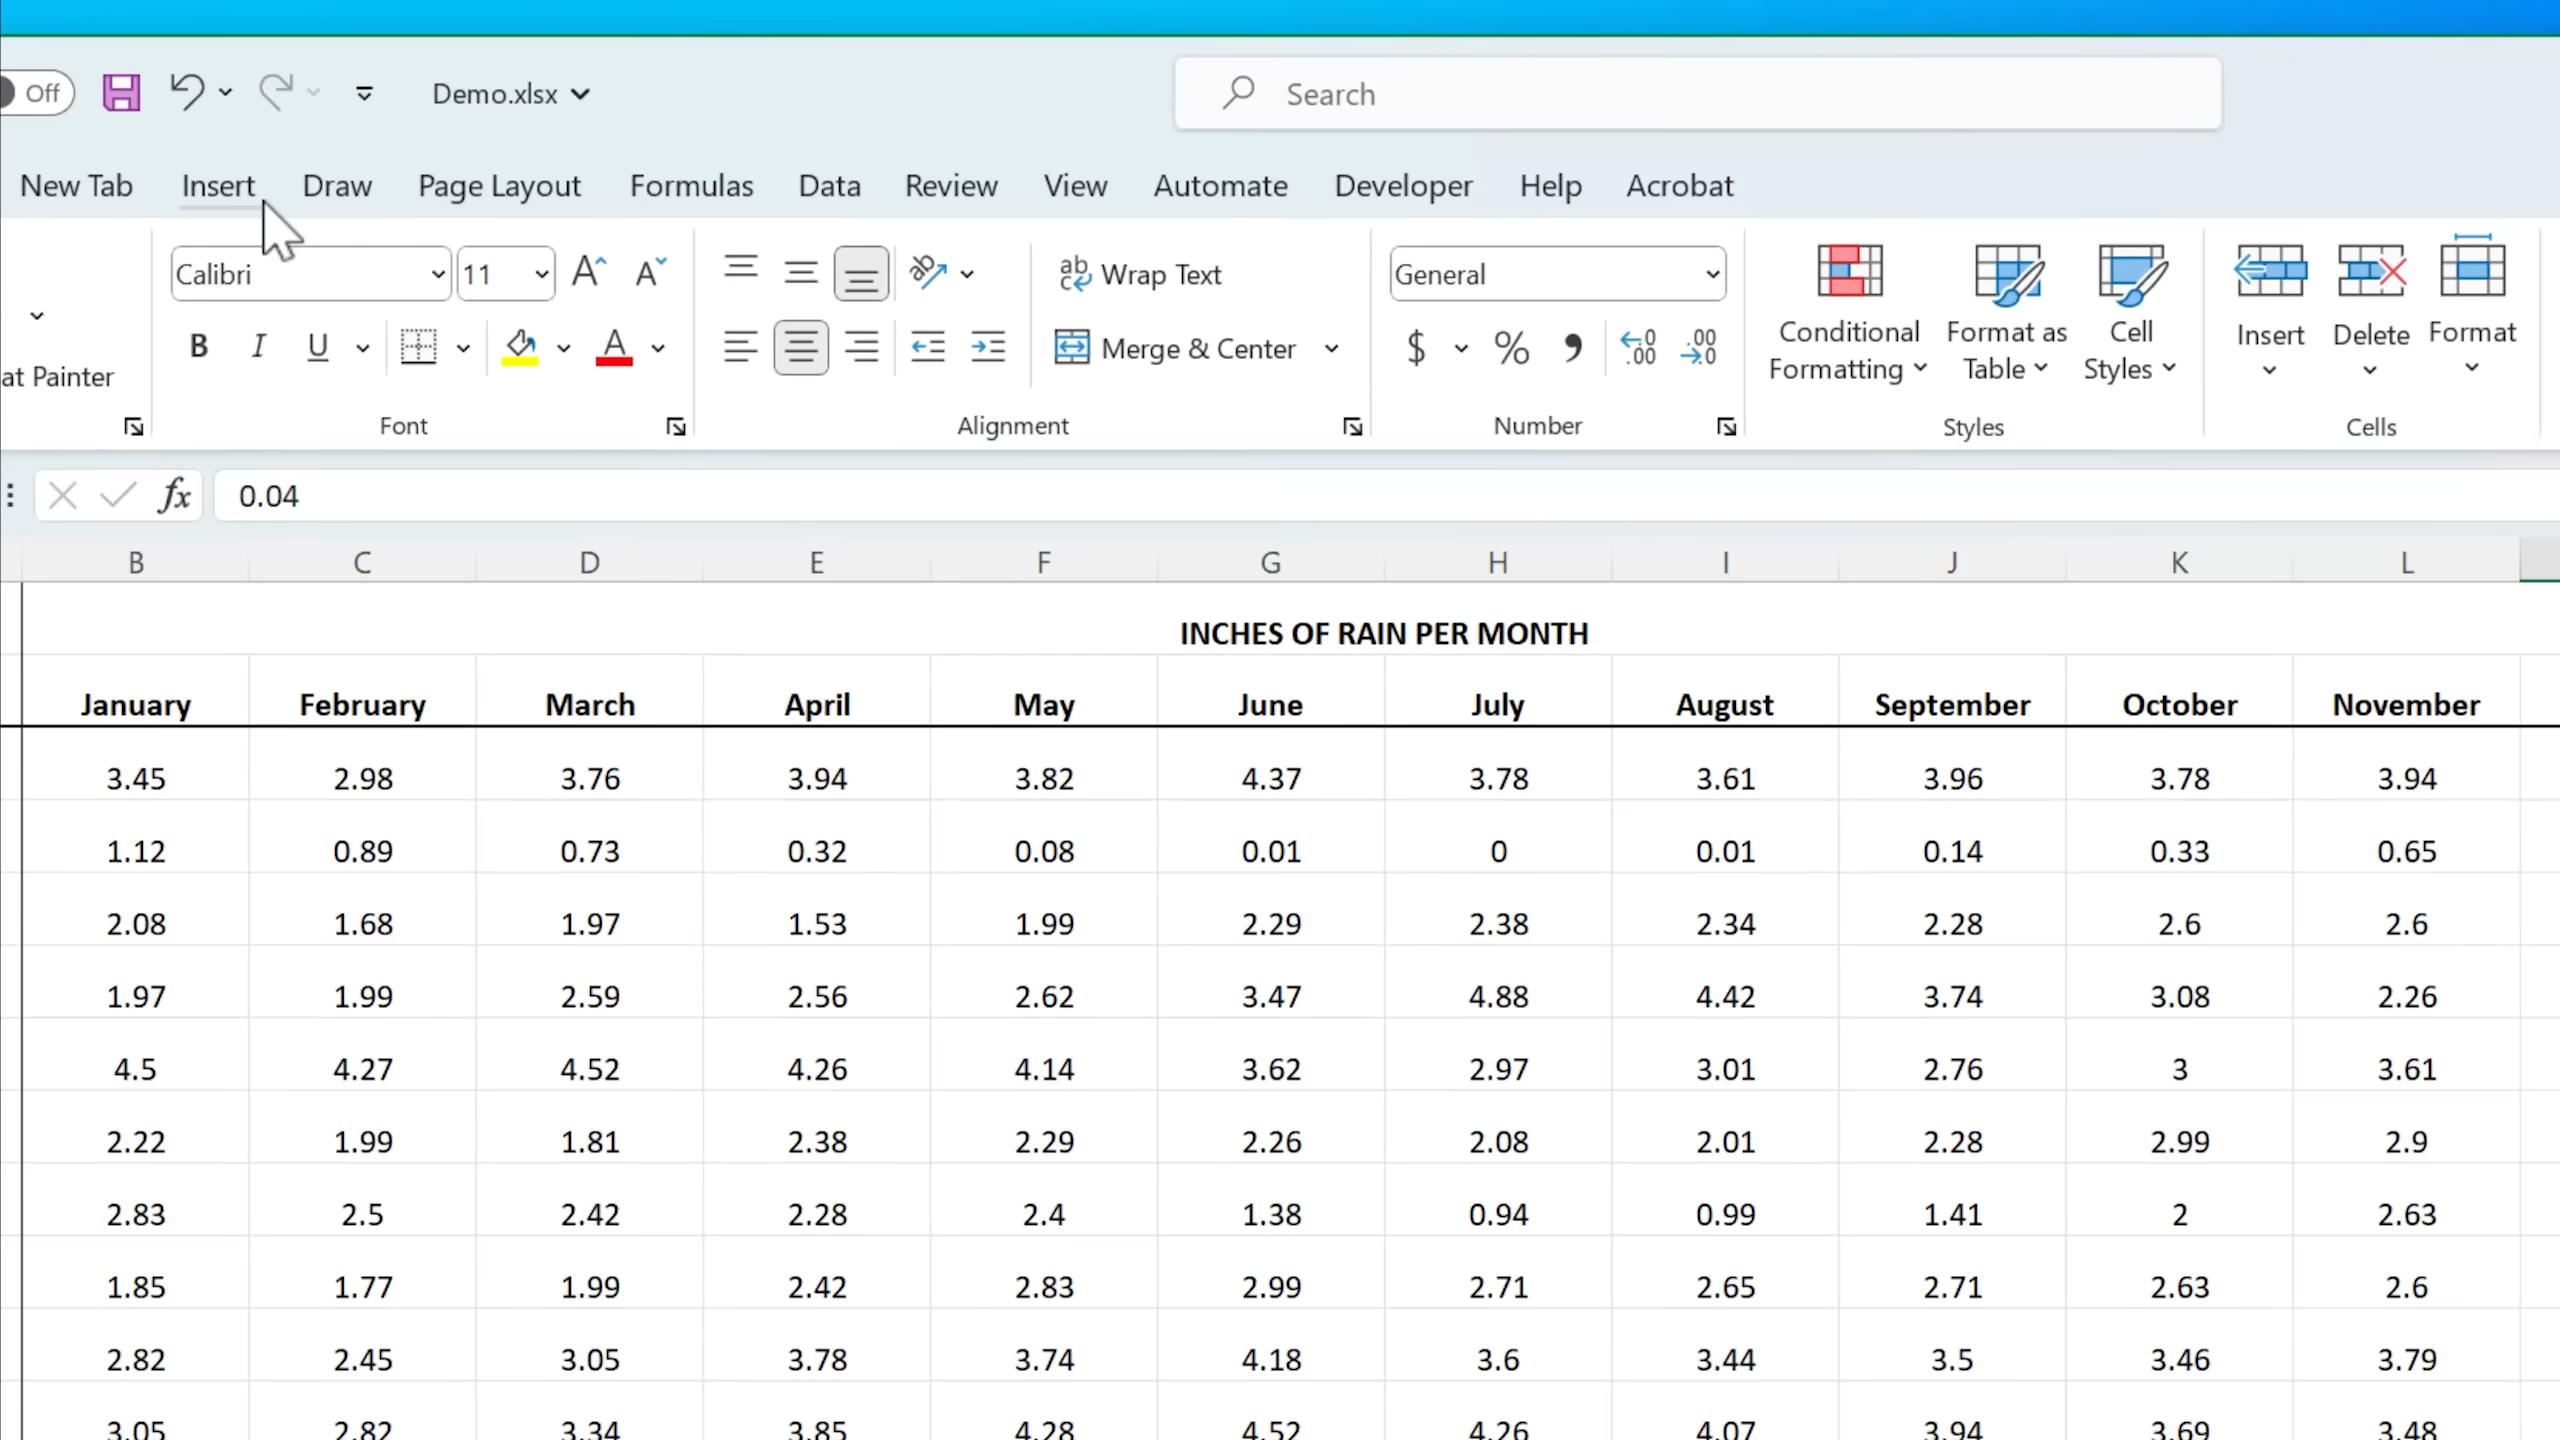 Off Demo.xlsx Search
New Tab Insert Draw Page Layout Formulas Data Review View Automate Developer Help Acrobat
Calibri 11 Wrap Text General
at Painter B I U Merge & Center $ % , Conditional Formatting Format as Table Cell Styles Insert Delete Format
Font Alignment Number Styles Cells
fx 0.04
B C D E F G H I J K L
INCHES OF RAIN PER MONTH
January February March April May June July August September October November
3.45 2.98 3.76 3.94 3.82 4.37 3.78 3.61 3.96 3.78 3.94
1.12 0.89 0.73 0.32 0.08 0.01 0 0.01 0.14 0.33 0.65
2.08 1.68 1.97 1.53 1.99 2.29 2.38 2.34 2.28 2.6 2.6
1.97 1.99 2.59 2.56 2.62 3.47 4.88 4.42 3.74 3.08 2.26
4.5 4.27 4.52 4.26 4.14 3.62 2.97 3.01 2.76 3 3.61
2.22 1.99 1.81 2.38 2.29 2.26 2.08 2.01 2.28 2.99 2.9
2.83 2.5 2.42 2.28 2.4 1.38 0.94 0.99 1.41 2 2.63
1.85 1.77 1.99 2.42 2.83 2.99 2.71 2.65 2.71 2.63 2.6
2.82 2.45 3.05 3.78 3.74 4.18 3.6 3.44 3.5 3.46 3.79
3.05 2.82 3.34 3.85 4.28 4.52 4.26 4.07 3.94 3.69 3.48